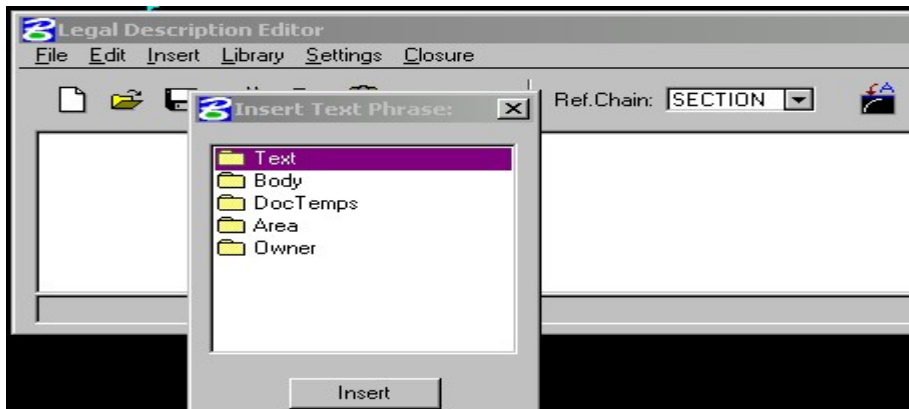 Legal Description Editor
File Edit Insert Library Settings Closure
Insert Text Phrase:
Ref.Chain: SECTION
Text
Body
DocTemps
Area
Owner
Insert